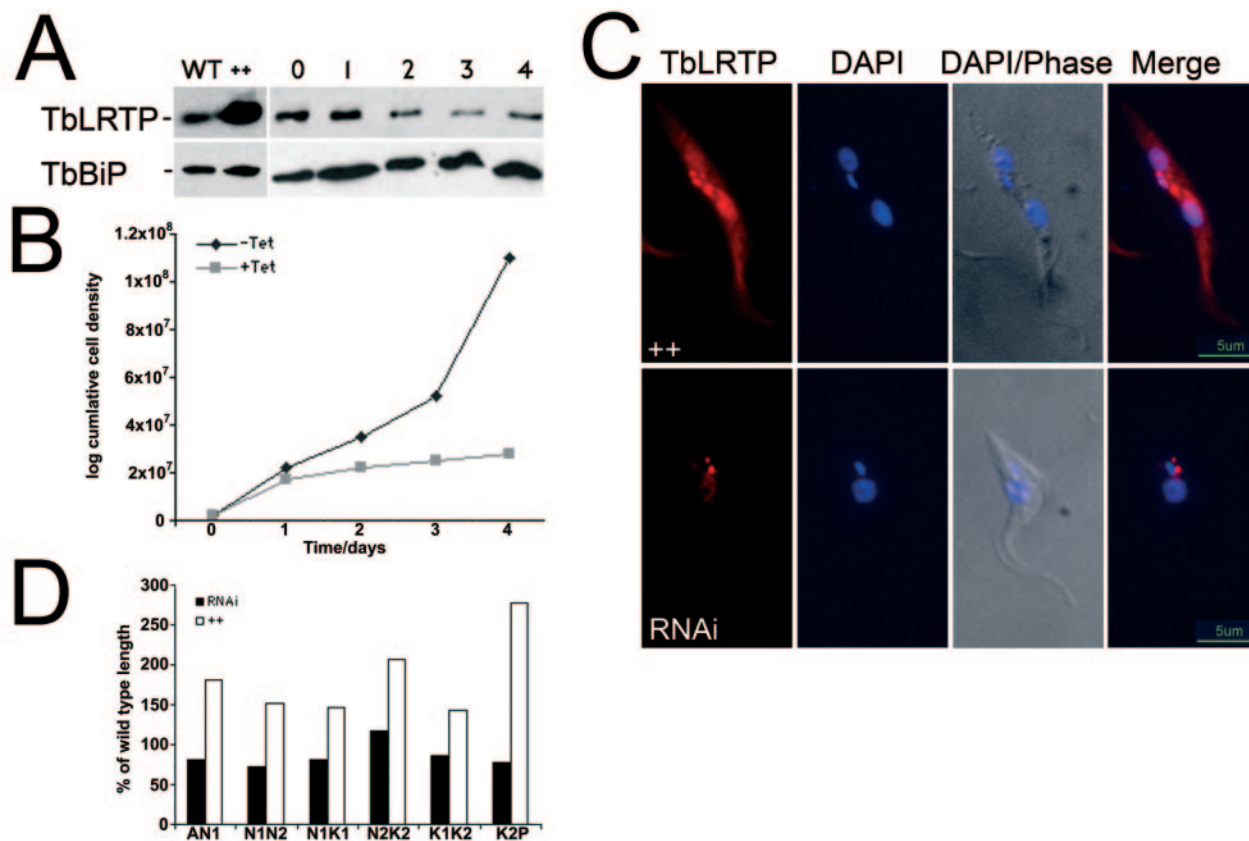 A
WT ++ 0 1 2 3 4
TbLRTP -
TbBiP -
B
1.2x10⁸
1x10⁸
8x10⁷
6x10⁷
4x10⁷
2x10⁷
0
log cumlative cell density
-Tet
+Tet
0 1 2 3 4
Time/days
C
TbLRTP DAPI DAPI/Phase Merge
++
5um
RNAi
5um
D
300
250
200
150
100
50
0
% of wild type length
RNAi
++
AN1 N1N2 N1K1 N2K2 K1K2 K2P